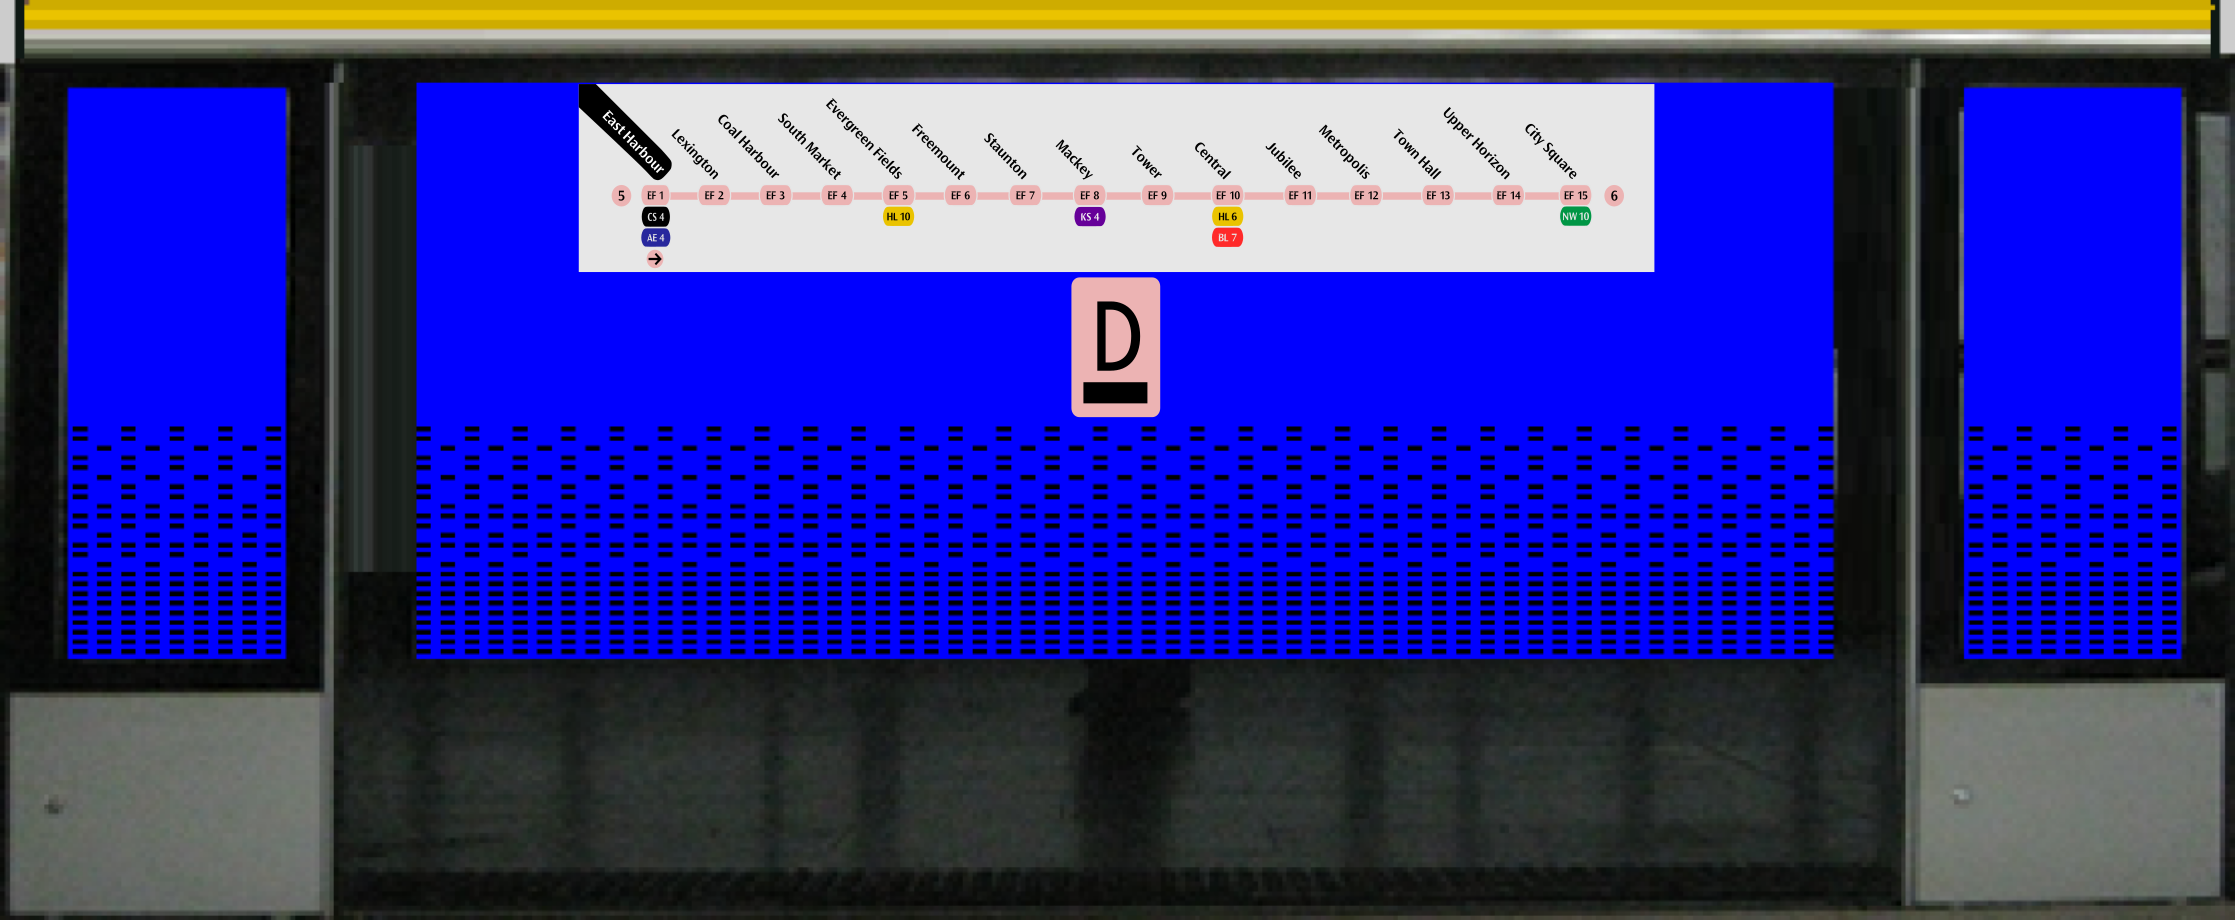 East Harbour
Lexington
Coal Harbour
South Market
Evergreen Fields
Freemount
Staunton
Mackey
Tower
Central
Jubilee
Metropolis
Town Hall
Upper Horizon
City Square
5 EF 1 EF 2 EF 3 EF 4 EF 5 EF 6 EF 7 EF 8 EF 9 EF 10 EF 11 EF 12 EF 13 EF 14 EF 15 6
CS 4 HL 10 KS 4 HL 6 NW 10
AE 4 BL 7
→
D